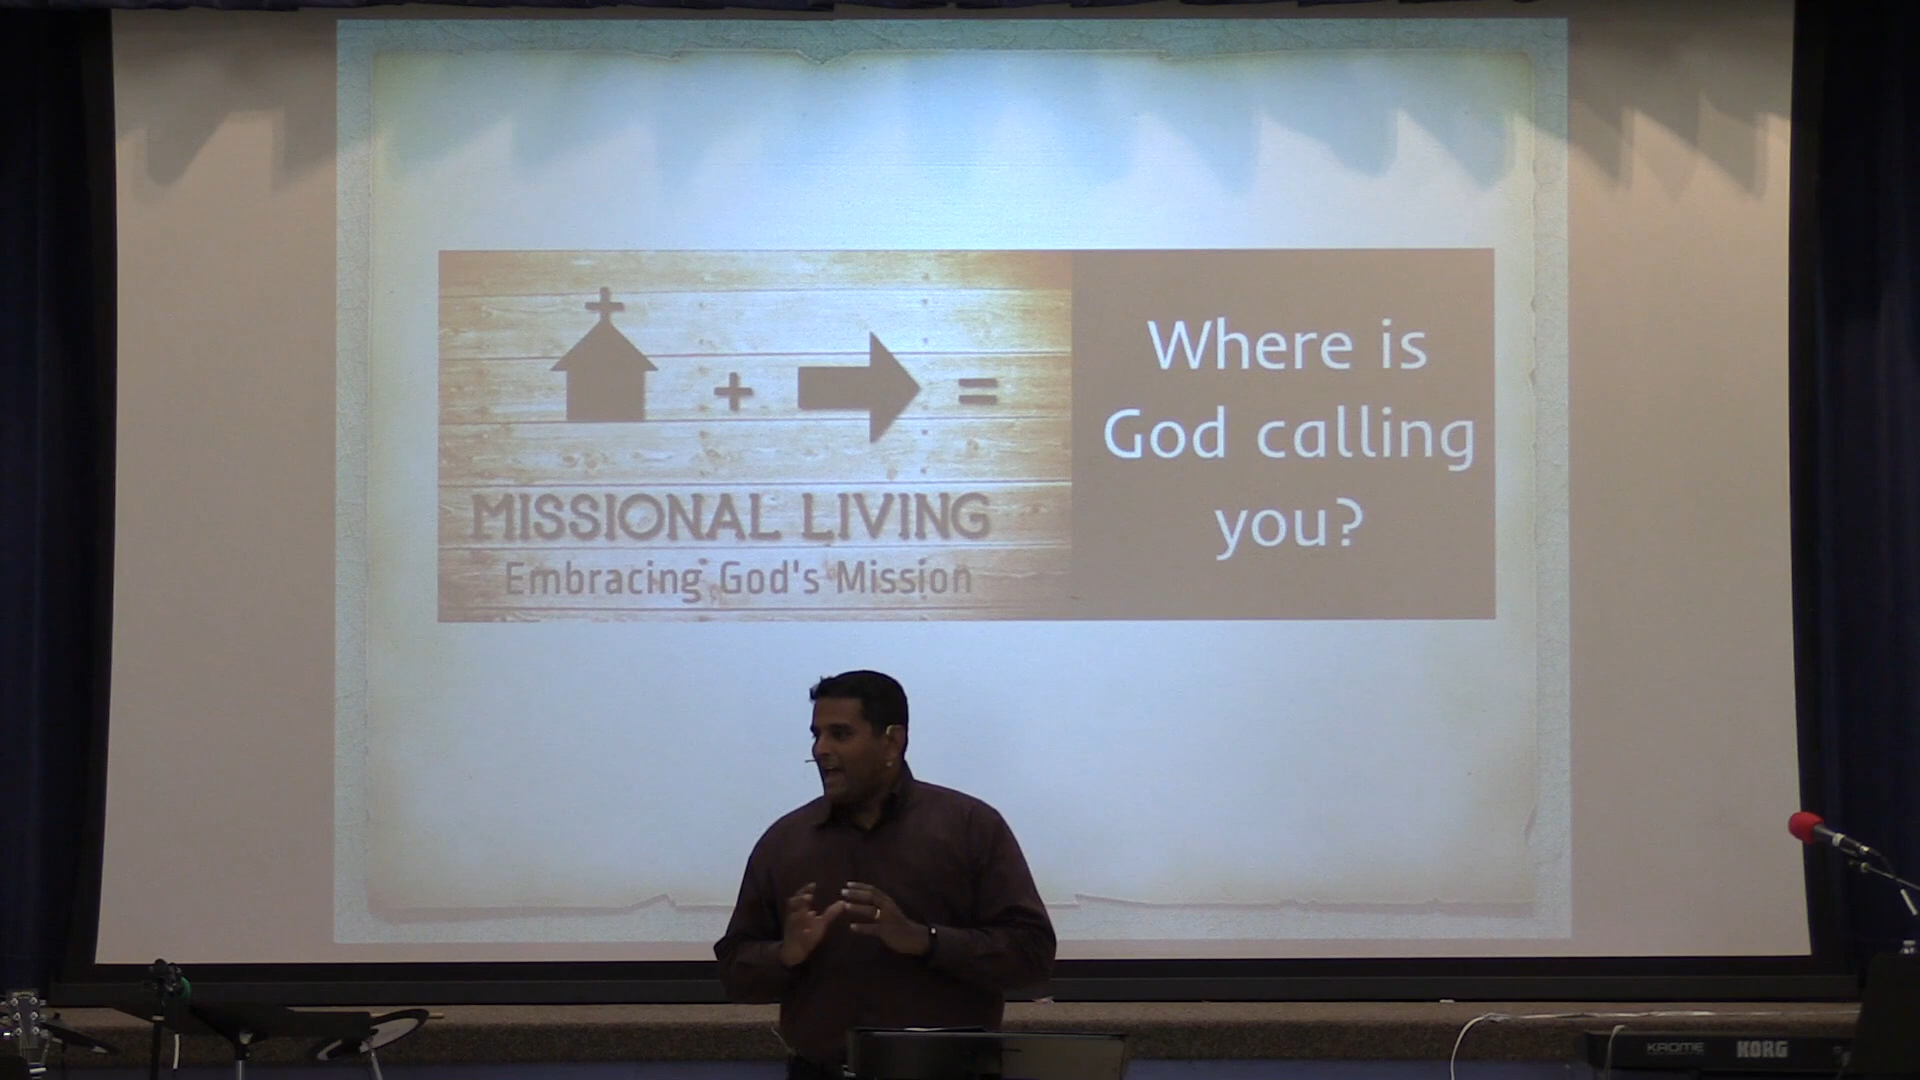 + =
MISSIONAL LIVING
Embracing God's Mission
Where is
God calling
you?
KROME KORG